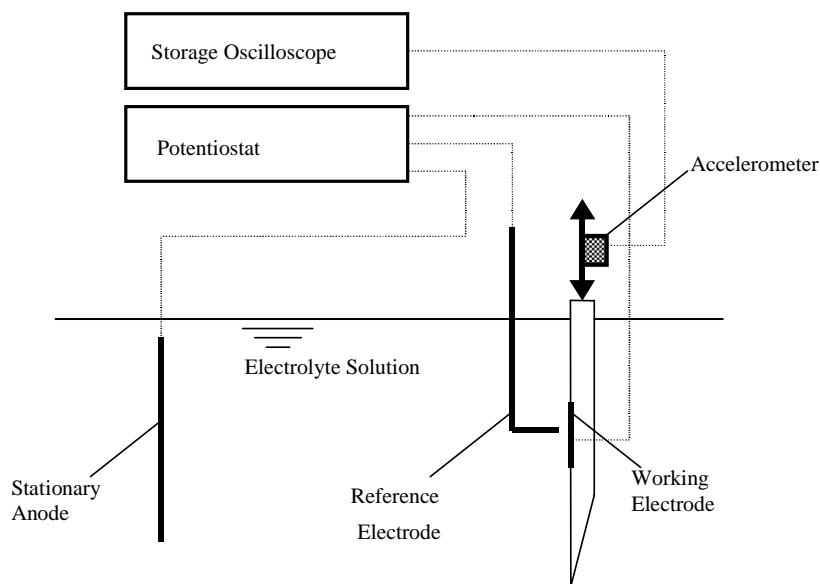 Storage Oscilloscope
Potentiostat
Accelerometer
Electrolyte Solution
Stationary
Anode
Reference
Electrode
Working
Electrode